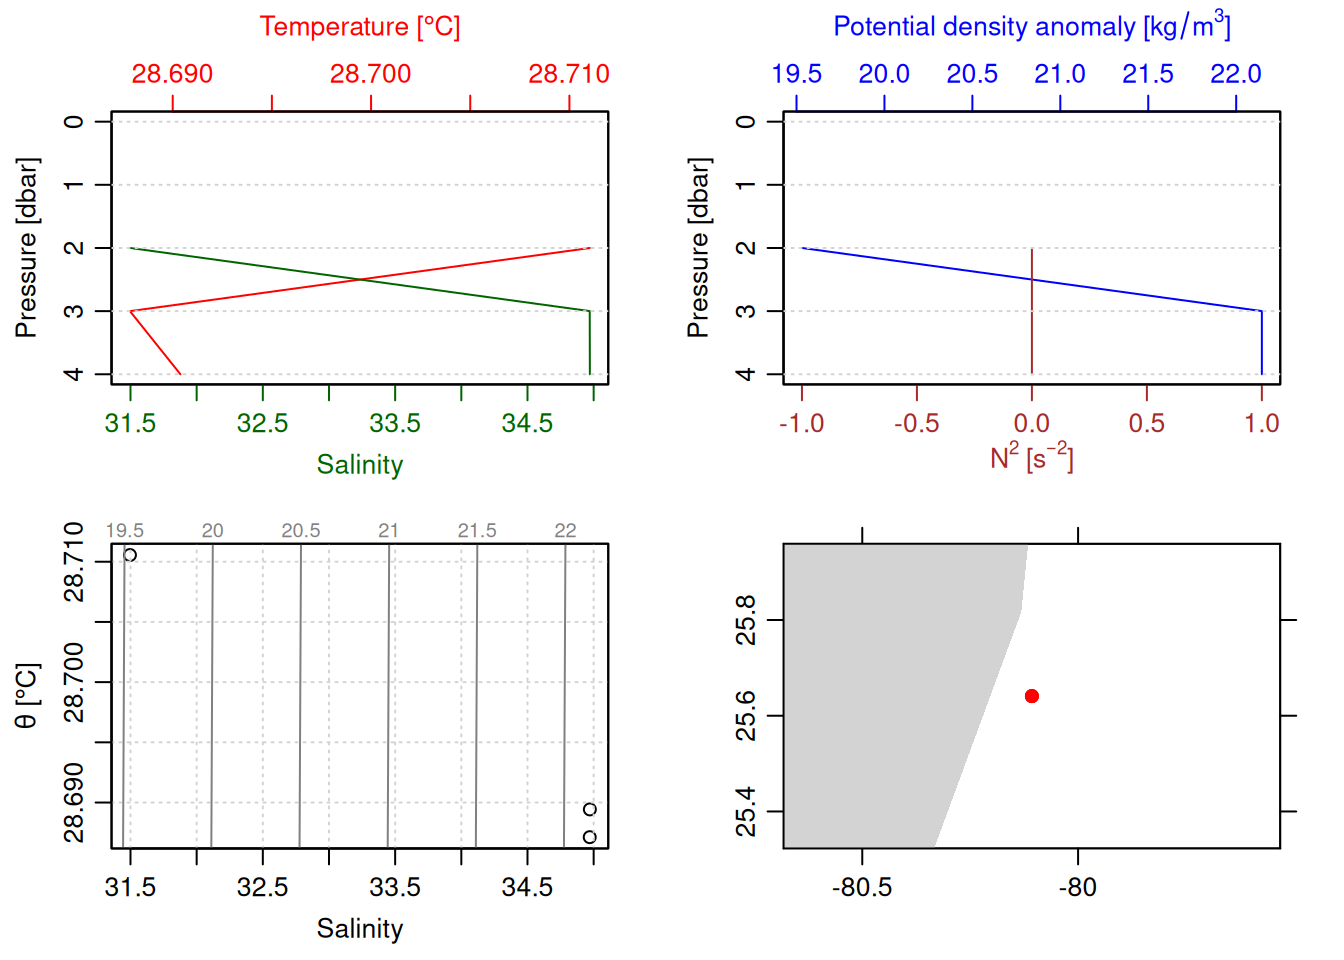 Temperature [°C]
28.690 28.700 28.710
0
1
2
3
4
Pressure [dbar]
31.5 32.5 33.5 34.5
Salinity
Potential density anomaly [kg/m³]
19.5 20.0 20.5 21.0 21.5 22.0
0
1
2
3
4
Pressure [dbar]
-1.0 -0.5 0.0 0.5 1.0
N² [s⁻²]
19.5 20 20.5 21 21.5 22
28.710
28.700
28.690
θ [°C]
31.5 32.5 33.5 34.5
Salinity
25.8
25.6
25.4
-80.5 -80